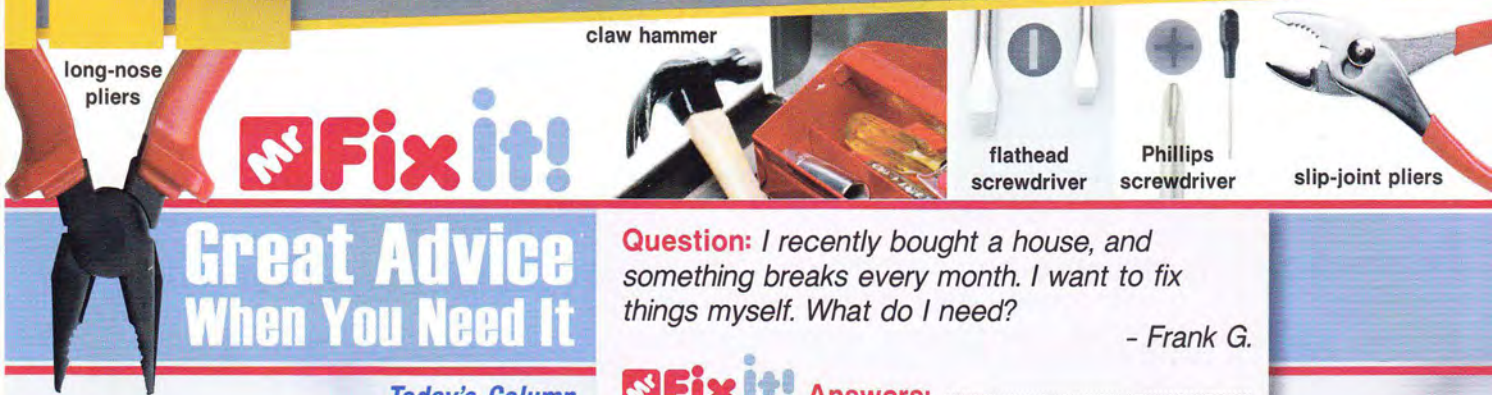 long-nose
pliers
claw hammer
flathead
screwdriver
Phillips
screwdriver
slip-joint pliers
Mr Fix it!
Great Advice
When You Need It
Today's Column
Question: I recently bought a house, and
something breaks every month. I want to fix
things myself. What do I need?
– Frank G.
Mr Fix it! Answers: